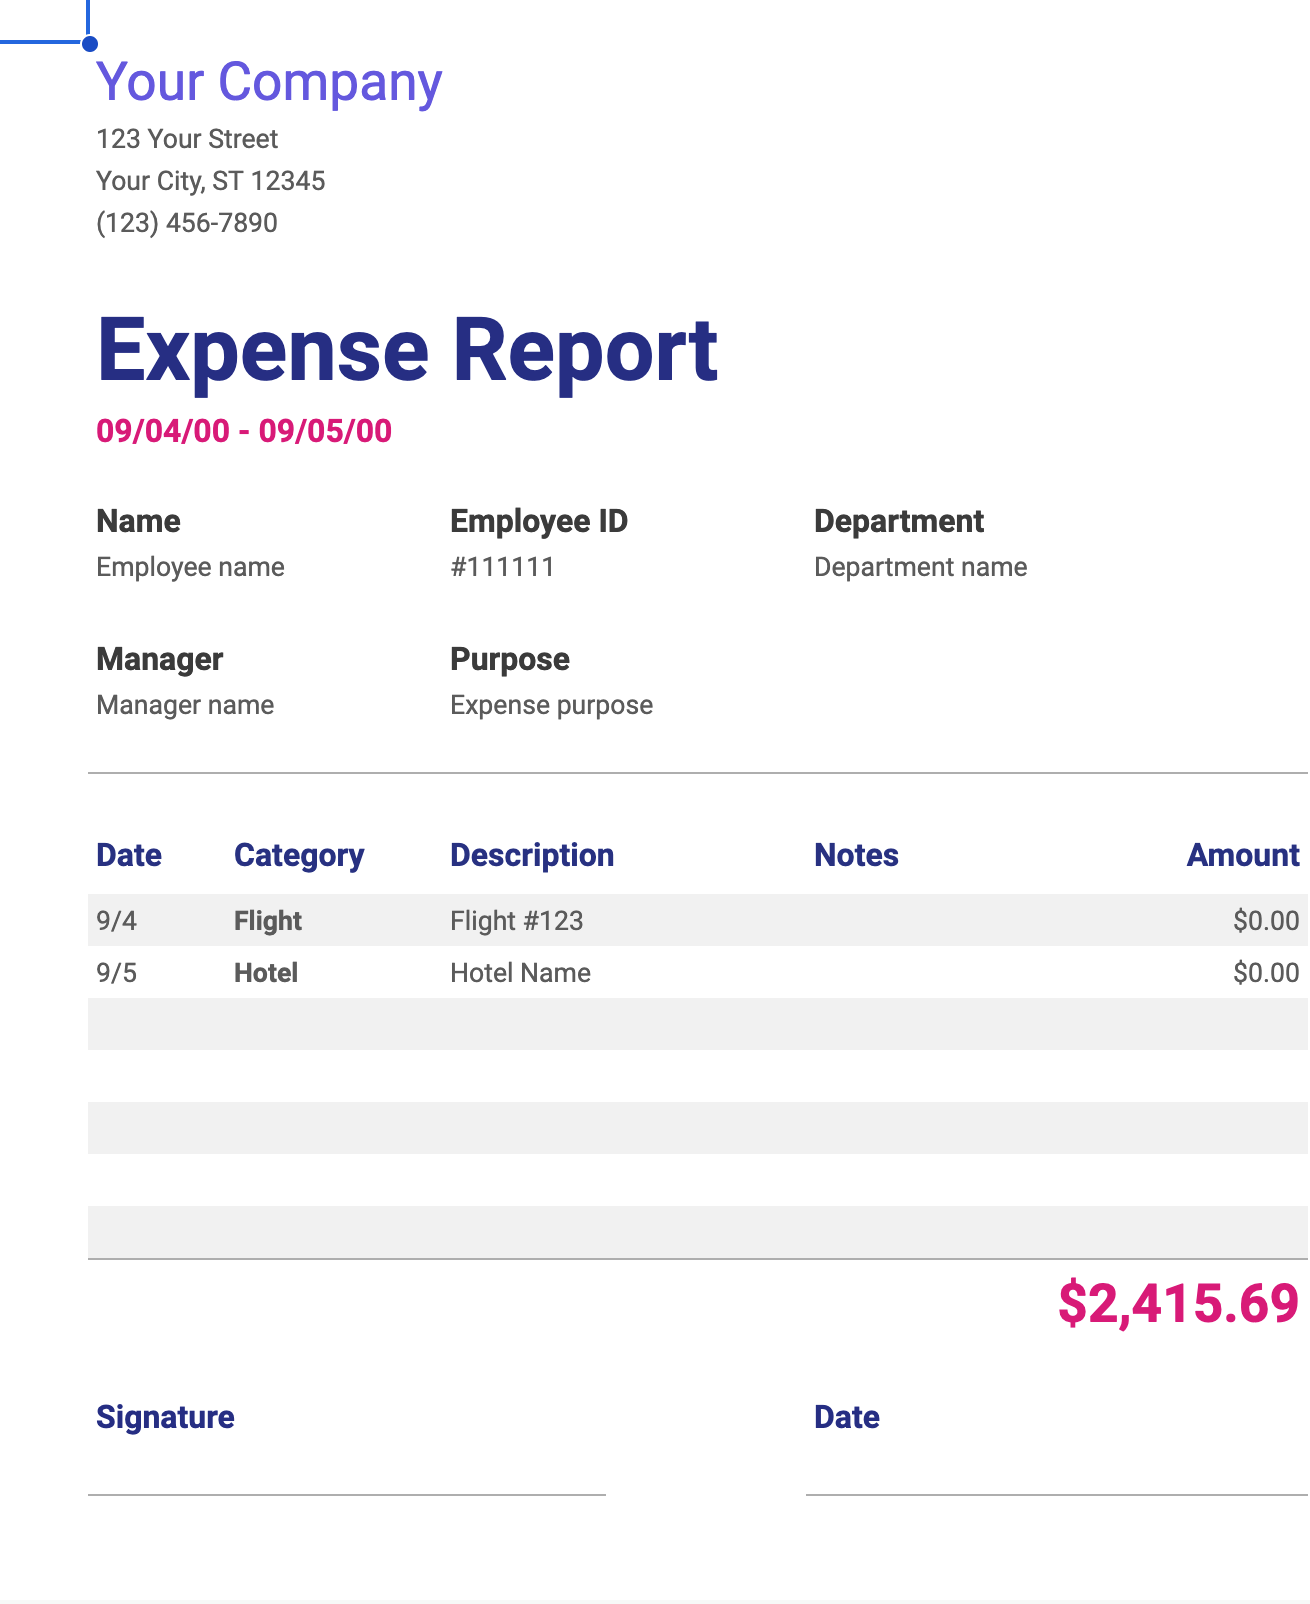 Your Company
123 Your Street
Your City, ST 12345
(123) 456-7890
Expense Report
09/04/00 - 09/05/00
Name Employee ID Department
Employee name #111111 Department name
Manager Purpose
Manager name Expense purpose
Date Category Description Notes Amount
9/4 Flight Flight #123 $0.00
9/5 Hotel Hotel Name $0.00
$2,415.69
Signature Date